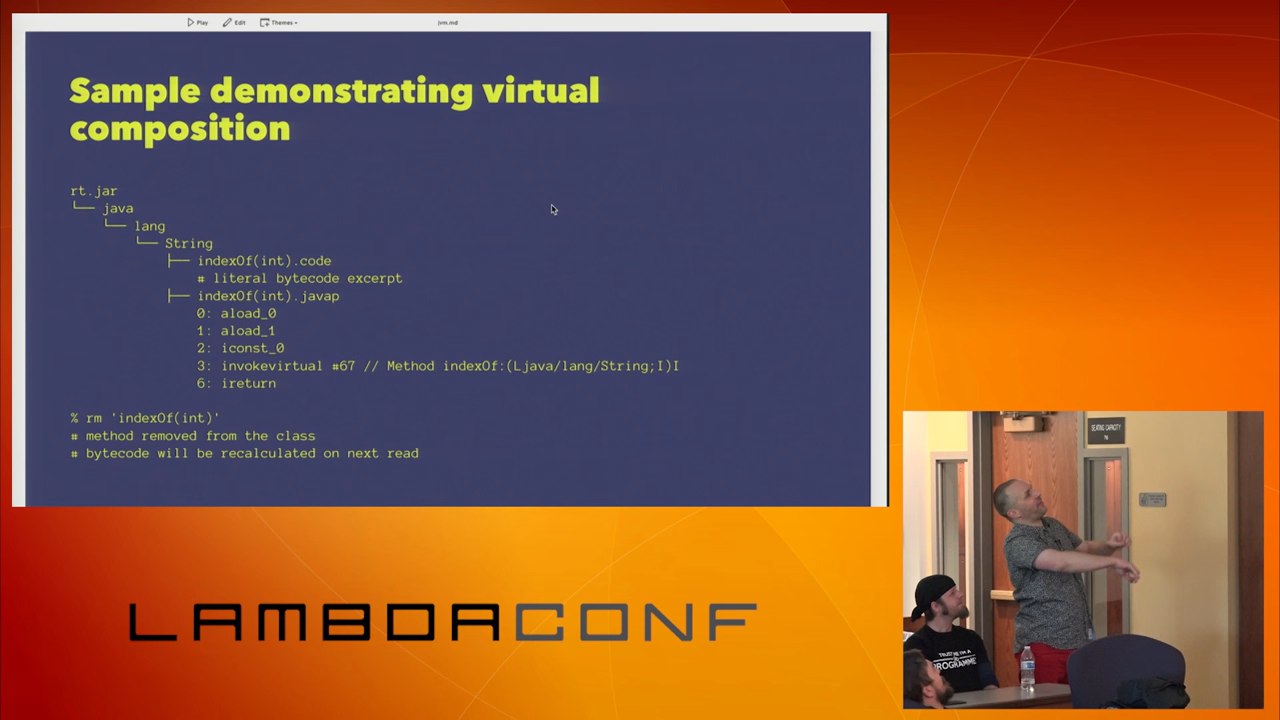 Play Edit Themes jvm.md
Sample demonstrating virtual
composition
rt.jar
└── java
└── lang
└── String
├── indexOf(int).code
# literal bytecode excerpt
├── indexOf(int).javap
0: aload_0
1: aload_1
2: iconst_0
3: invokevirtual #67 // Method indexOf:(Ljava/lang/String;I)I
6: ireturn
% rm 'indexOf(int)'
# method removed from the class
# bytecode will be recalculated on next read
SEATING CAPACITY
76
TRUST ME I'M A
PROGRAMME
LAMBDACONF